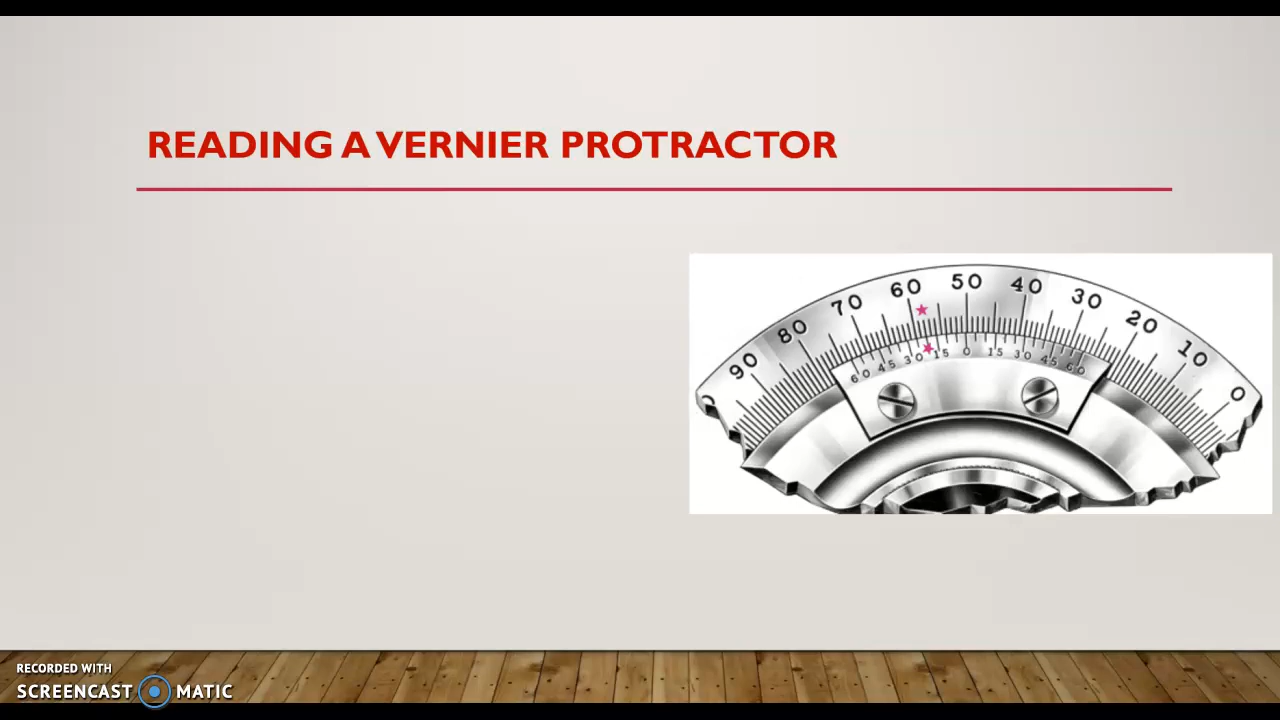 READING A VERNIER PROTRACTOR
90 80 70 60 50 40 30 20 10 0
60 45 30 15 0 15 30 45 60
RECORDED WITH
SCREENCAST MATIC